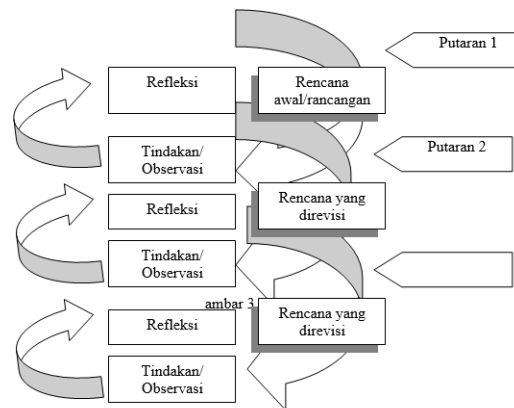 Putaran 1
Refleksi
Rencana
awal/rancangan
Tindakan/
Observasi
Putaran 2
Refleksi
Rencana yang
direvisi
Tindakan/
Observasi
ambar 3
Refleksi
Rencana yang
direvisi
Tindakan/
Observasi